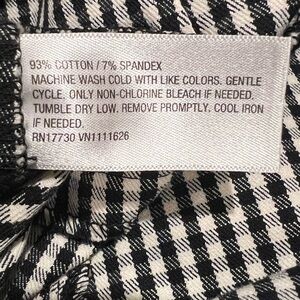 93% COTTON / 7% SPANDEX
MACHINE WASH COLD WITH LIKE COLORS. GENTLE
CYCLE, ONLY NON-CHLORINE BLEACH IF NEEDED.
TUMBLE DRY LOW, REMOVE PROMPTLY. COOL IRON
IF NEEDED.
RN17730 VN1111626